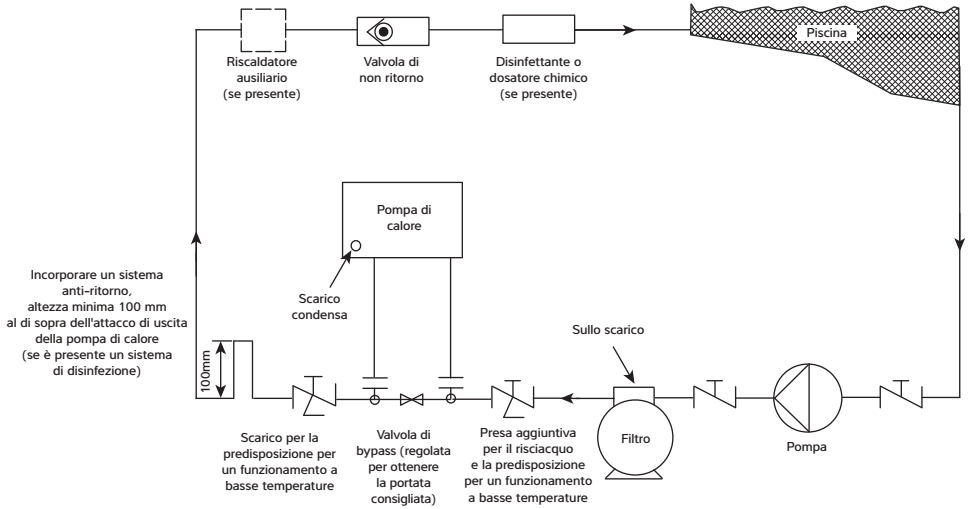 Piscina
Riscaldatore
ausiliario
(se presente)
Valvola di
non ritorno
Disinfettante o
dosatore chimico
(se presente)
Pompa di
calore
Scarico
condensa
Incorporare un sistema
anti-ritorno,
altezza minima 100 mm
al di sopra dell'attacco di uscita
della pompa di calore
(se è presente un sistema
di disinfezione)
100mm
Sullo scarico
Filtro
Pompa
Scarico per la
predisposizione per
un funzionamento a
basse temperature
Valvola di
bypass (regolata
per ottenere
la portata
consigliata)
Presa aggiuntiva
per il risciacquo
e la predisposizione
per un funzionamento
a basse temperature